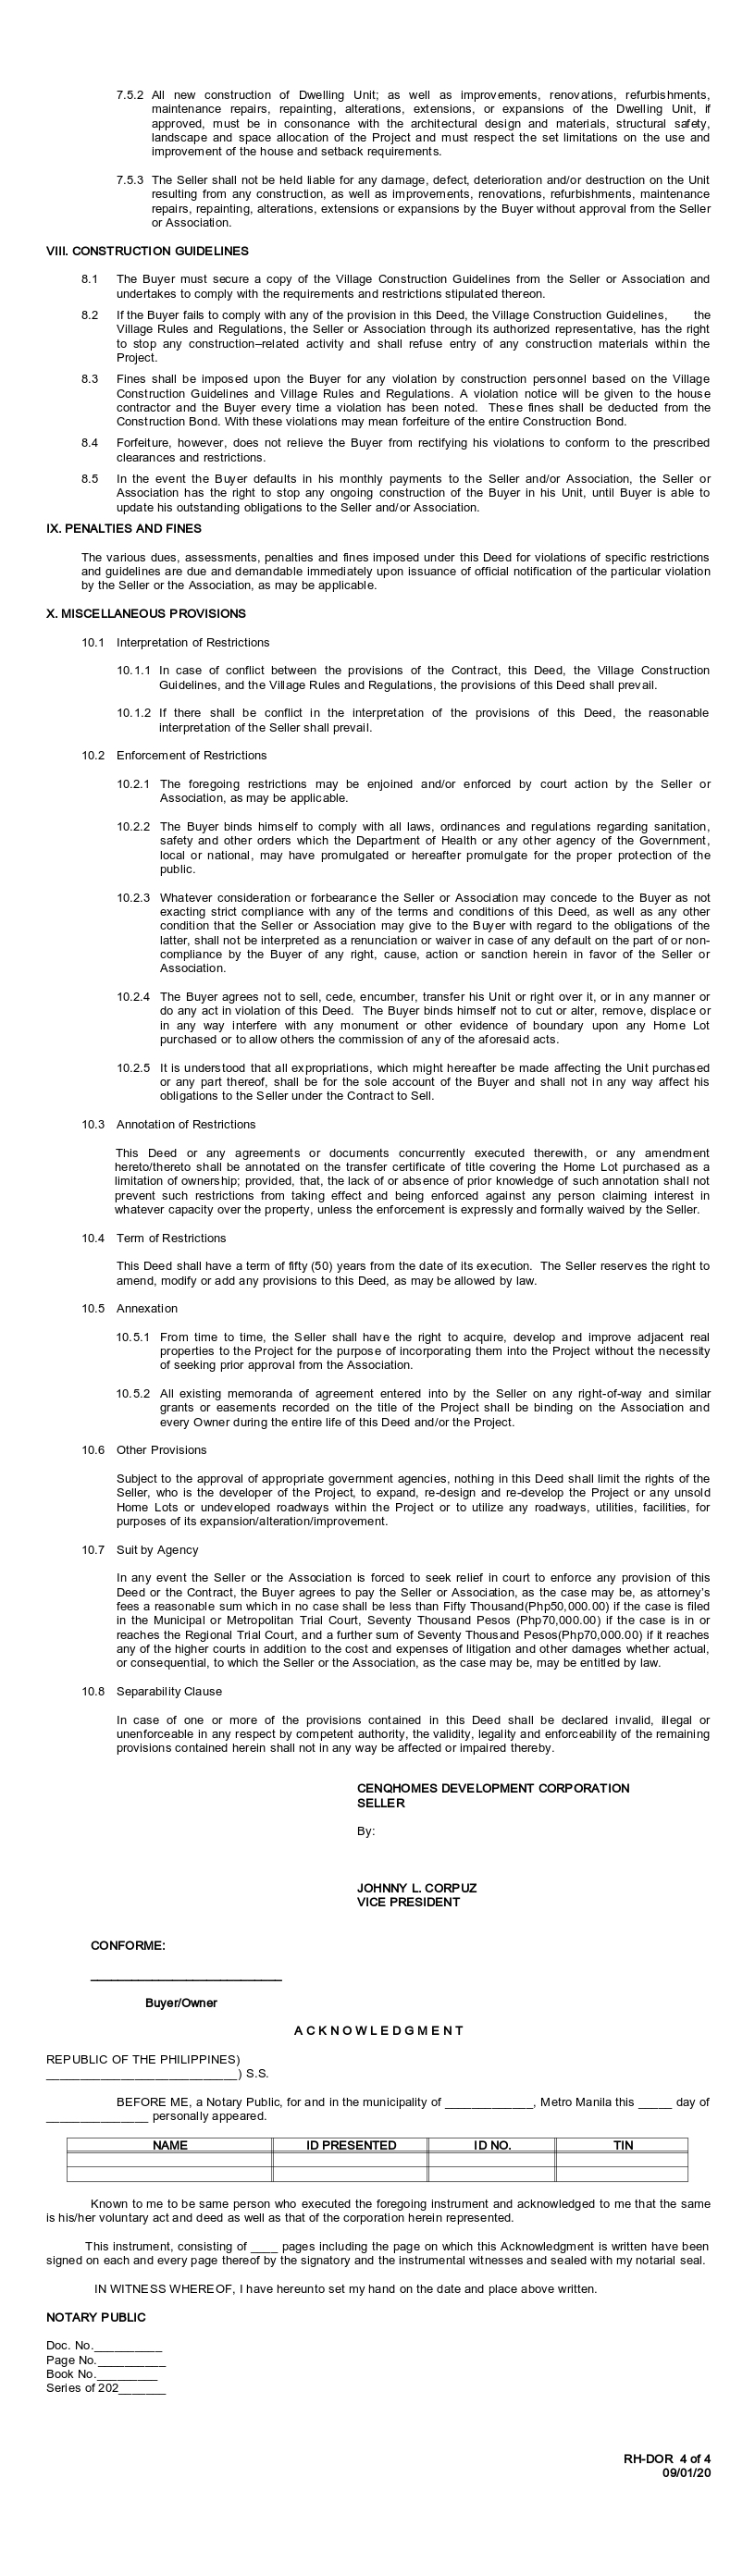 7.5.2 All new construction of Dwelling Unit; as well as improvements, renovations, refurbishments,
maintenance repairs, repainting, alterations, extensions, or expansions of the Dwelling Unit, if
approved, must be in consonance with the architectural design and materials, structural safety,
landscape and space allocation of the Project and must respect the set limitations on the use and
improvement of the house and setback requirements.
7.5.3 The Seller shall not be held liable for any damage, defect, deterioration and/or destruction on the Unit
resulting from any construction, as well as improvements, renovations, refurbishments, maintenance
repairs, repainting, alterations, extensions or expansions by the Buyer without approval from the Seller
or Association.
VIII. CONSTRUCTION GUIDELINES
8.1 The Buyer must secure a copy of the Village Construction Guidelines from the Seller or Association and
undertakes to comply with the requirements and restrictions stipulated thereon.
8.2 If the Buyer fails to comply with any of the provision in this Deed, the Village Construction Guidelines, the
Village Rules and Regulations, the Seller or Association through its authorized representative, has the right
to stop any construction–related activity and shall refuse entry of any construction materials within the
Project.
8.3 Fines shall be imposed upon the Buyer for any violation by construction personnel based on the Village
Construction Guidelines and Village Rules and Regulations. A violation notice will be given to the house
contractor and the Buyer every time a violation has been noted. These fines shall be deducted from the
Construction Bond. With these violations may mean forfeiture of the entire Construction Bond.
8.4 Forfeiture, however, does not relieve the Buyer from rectifying his violations to conform to the prescribed
clearances and restrictions.
8.5 In the event the Buyer defaults in his monthly payments to the Seller and/or Association, the Seller or
Association has the right to stop any ongoing construction of the Buyer in his Unit, until Buyer is able to
update his outstanding obligations to the Seller and/or Association.
IX. PENALTIES AND FINES
The various dues, assessments, penalties and fines imposed under this Deed for violations of specific restrictions
and guidelines are due and demandable immediately upon issuance of official notification of the particular violation
by the Seller or the Association, as may be applicable.
X. MISCELLANEOUS PROVISIONS
10.1 Interpretation of Restrictions
10.1.1 In case of conflict between the provisions of the Contract, this Deed, the Village Construction
Guidelines, and the Village Rules and Regulations, the provisions of this Deed shall prevail.
10.1.2 If there shall be conflict in the interpretation of the provisions of this Deed, the reasonable
interpretation of the Seller shall prevail.
10.2 Enforcement of Restrictions
10.2.1 The foregoing restrictions may be enjoined and/or enforced by court action by the Seller or
Association, as may be applicable.
10.2.2 The Buyer binds himself to comply with all laws, ordinances and regulations regarding sanitation,
safety and other orders which the Department of Health or any other agency of the Government,
local or national, may have promulgated or hereafter promulgate for the proper protection of the
public.
10.2.3 Whatever consideration or forbearance the Seller or Association may concede to the Buyer as not
exacting strict compliance with any of the terms and conditions of this Deed, as well as any other
condition that the Seller or Association may give to the Buyer with regard to the obligations of the
latter, shall not be interpreted as a renunciation or waiver in case of any default on the part of or non-
compliance by the Buyer of any right, cause, action or sanction herein in favor of the Seller or
Association.
10.2.4 The Buyer agrees not to sell, cede, encumber, transfer his Unit or right over it, or in any manner or
do any act in violation of this Deed. The Buyer binds himself not to cut or alter, remove, displace or
in any way interfere with any monument or other evidence of boundary upon any Home Lot
purchased or to allow others the commission of any of the aforesaid acts.
10.2.5 It is understood that all expropriations, which might hereafter be made affecting the Unit purchased
or any part thereof, shall be for the sole account of the Buyer and shall not in any way affect his
obligations to the Seller under the Contract to Sell.
10.3 Annotation of Restrictions
This Deed or any agreements or documents concurrently executed therewith, or any amendment
hereto/thereto shall be annotated on the transfer certificate of title covering the Home Lot purchased as a
limitation of ownership; provided, that, the lack of or absence of prior knowledge of such annotation shall not
prevent such restrictions from taking effect and being enforced against any person claiming interest in
whatever capacity over the property, unless the enforcement is expressly and formally waived by the Seller.
10.4 Term of Restrictions
This Deed shall have a term of fifty (50) years from the date of its execution. The Seller reserves the right to
amend, modify or add any provisions to this Deed, as may be allowed by law.
10.5 Annexation
10.5.1 From time to time, the Seller shall have the right to acquire, develop and improve adjacent real
properties to the Project for the purpose of incorporating them into the Project without the necessity
of seeking prior approval from the Association.
10.5.2 All existing memoranda of agreement entered into by the Seller on any right-of-way and similar
grants or easements recorded on the title of the Project shall be binding on the Association and
every Owner during the entire life of this Deed and/or the Project.
10.6 Other Provisions
Subject to the approval of appropriate government agencies, nothing in this Deed shall limit the rights of the
Seller, who is the developer of the Project, to expand, re-design and re-develop the Project or any unsold
Home Lots or undeveloped roadways within the Project or to utilize any roadways, utilities, facilities, for
purposes of its expansion/alteration/improvement.
10.7 Suit by Agency
In any event the Seller or the Association is forced to seek relief in court to enforce any provision of this
Deed or the Contract, the Buyer agrees to pay the Seller or Association, as the case may be, as attorney's
fees a reasonable sum which in no case shall be less than Fifty Thousand(Php50,000.00) if the case is filed
in the Municipal or Metropolitan Trial Court, Seventy Thousand Pesos (Php70,000.00) if the case is in or
reaches the Regional Trial Court, and a further sum of Seventy Thousand Pesos(Php70,000.00) if it reaches
any of the higher courts in addition to the cost and expenses of litigation and other damages whether actual,
or consequential, to which the Seller or the Association, as the case may be, may be entitled by law.
10.8 Separability Clause
In case of one or more of the provisions contained in this Deed shall be declared invalid, illegal or
unenforceable in any respect by competent authority, the validity, legality and enforceability of the remaining
provisions contained herein shall not in any way be affected or impaired thereby.
CENQHOMES DEVELOPMENT CORPORATION
SELLER
By:
JOHNNY L. CORPUZ
VICE PRESIDENT
CONFORME:
____________________________
Buyer/Owner
A C K N O W L E D G M E N T
REPUBLIC OF THE PHILIPPINES)
____________________________) S.S.
BEFORE ME, a Notary Public, for and in the municipality of _____________, Metro Manila this _____ day of
_______________ personally appeared.
NAME ID PRESENTED ID NO. TIN
Known to me to be same person who executed the foregoing instrument and acknowledged to me that the same
is his/her voluntary act and deed as well as that of the corporation herein represented.
This instrument, consisting of ____ pages including the page on which this Acknowledgment is written have been
signed on each and every page thereof by the signatory and the instrumental witnesses and sealed with my notarial seal.
IN WITNESS WHEREOF, I have hereunto set my hand on the date and place above written.
NOTARY PUBLIC
Doc. No.__________
Page No.__________
Book No._________
Series of 202_______
RH-DOR 4 of 4
09/01/20